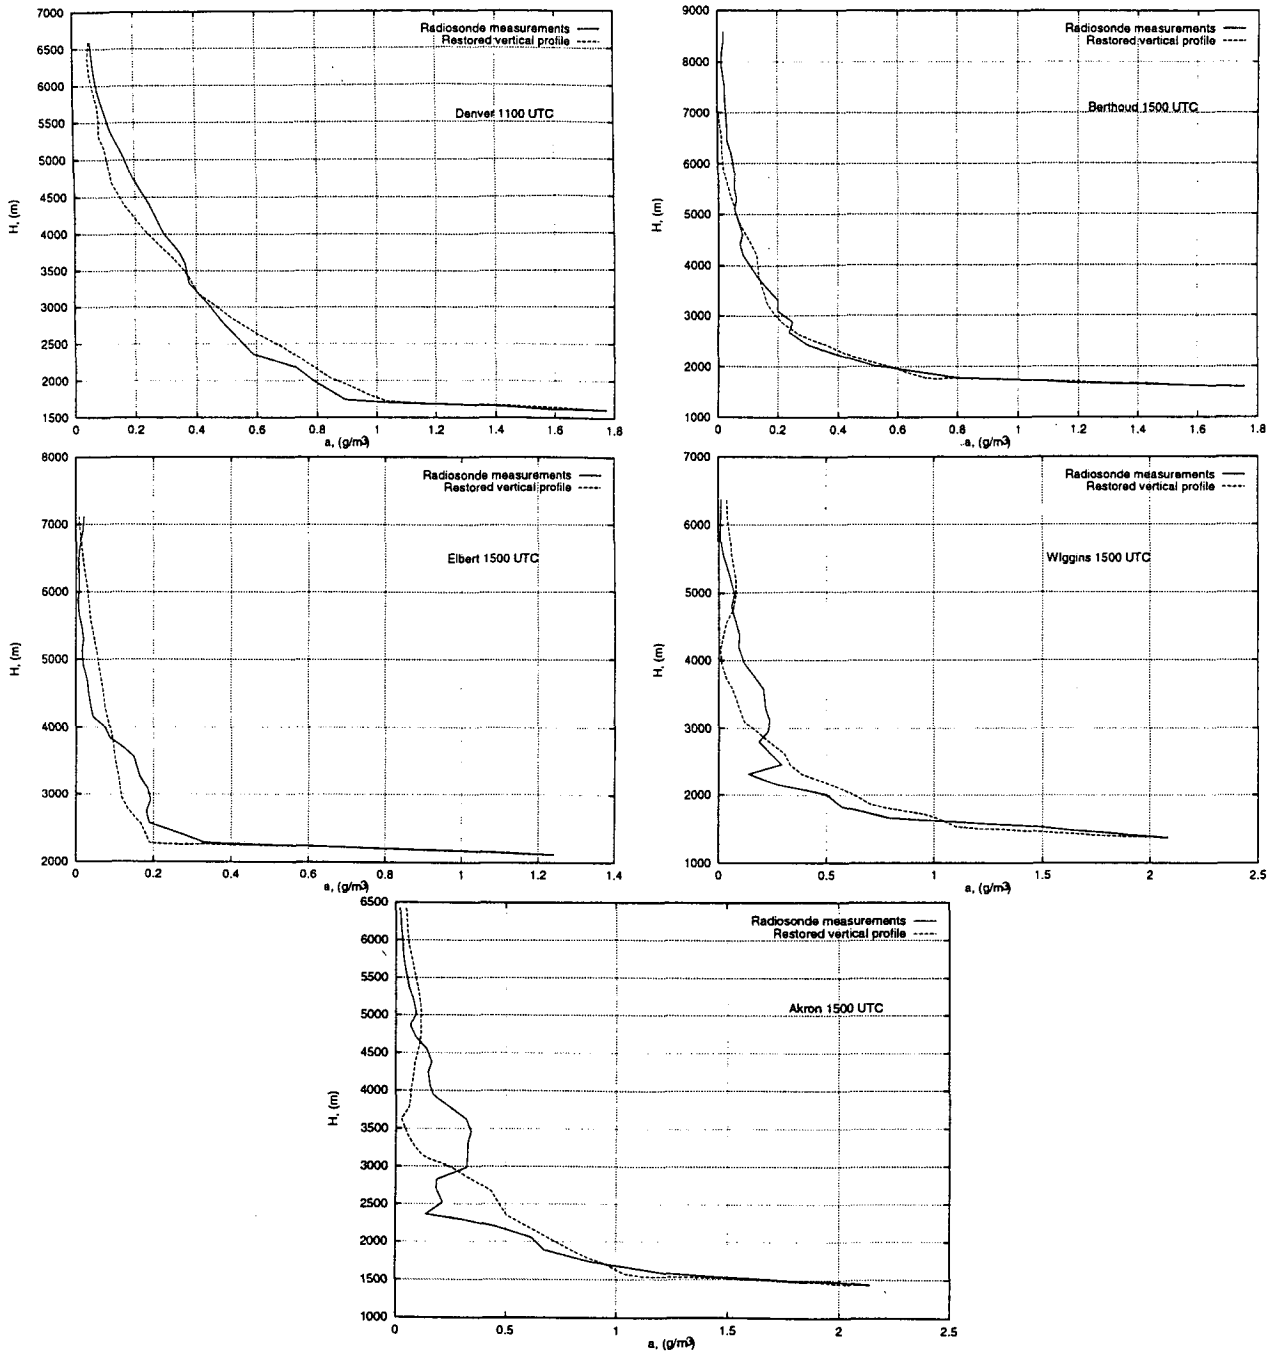 7000
6500
6000
5500
5000
4500
4000
3500
3000
2500
2000
1500
H, (m)
Radiosonde measurements
Restored vertical profile
Denver 1100 UTC
0 0.2 0.4 0.6 0.8 1 1.2 1.4 1.6 1.8
a, (g/m3)
9000
8000
7000
6000
5000
4000
3000
2000
1000
H, (m)
Radiosonde measurements
Restored vertical profile
Berthoud 1500 UTC
0 0.2 0.4 0.6 0.8 1 1.2 1.4 1.6 1.8
a, (g/m3)
8000
7000
6000
5000
4000
3000
2000
H, (m)
Radiosonde measurements
Restored vertical profile
Elbert 1500 UTC
0 0.2 0.4 0.6 0.8 1 1.2 1.4
a, (g/m3)
7000
6000
5000
4000
3000
2000
1000
H, (m)
Radiosonde measurements
Restored vertical profile
WIggins 1500 UTC
0 0.5 1 1.5 2 2.5
a, (g/m3)
6500
6000
5500
5000
4500
4000
3500
3000
2500
2000
1500
1000
H, (m)
Radiosonde measurements
Restored vertical profile
Akron 1500 UTC
0 0.5 1 1.5 2 2.5
a, (g/m3)